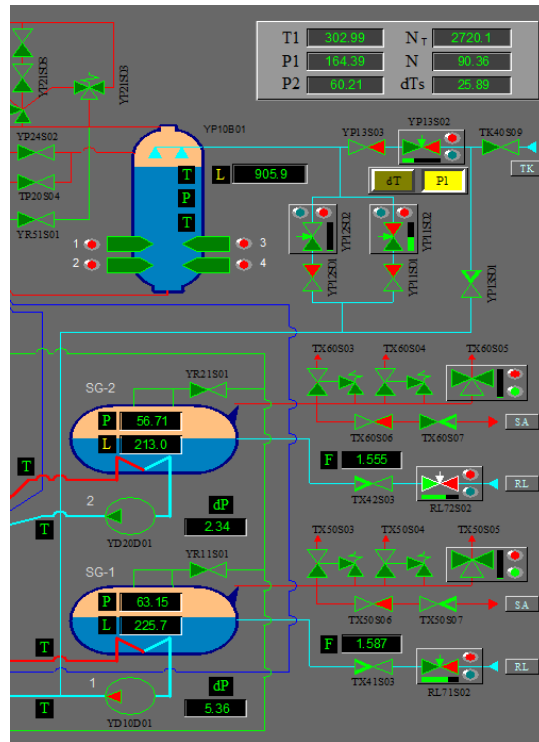 T1 302.99 NT 2720.1
P1 164.39 N 90.36
P2 60.21 dTs 25.89
YP21S08
YP21S03
YP24S02
TP20S04
YR51S01
YP10B01
T L 905.9
P
T
1 3
2 4
YP13S03
YP13S02
TK40S09
TK
dT P1
YP12S02
YP11S02
YP12S01
YP11S01
YP13S01
SG-2
YR21S01
P 56.71
L 213.0
T
T
2
YD20D01
dP
2.34
TX60S03 TX60S04 TX60S05
TX60S06 TX60S07 SA
F 1.555
TX42S03
RL72S02
RL
SG-1
YR11S01
P 63.15
L 225.7
T
T
1
YD10D01
dP
5.36
TX50S03 TX50S04 TX50S05
TX50S06 TX50S07 SA
F 1.587
TX41S03
RL71S02
RL